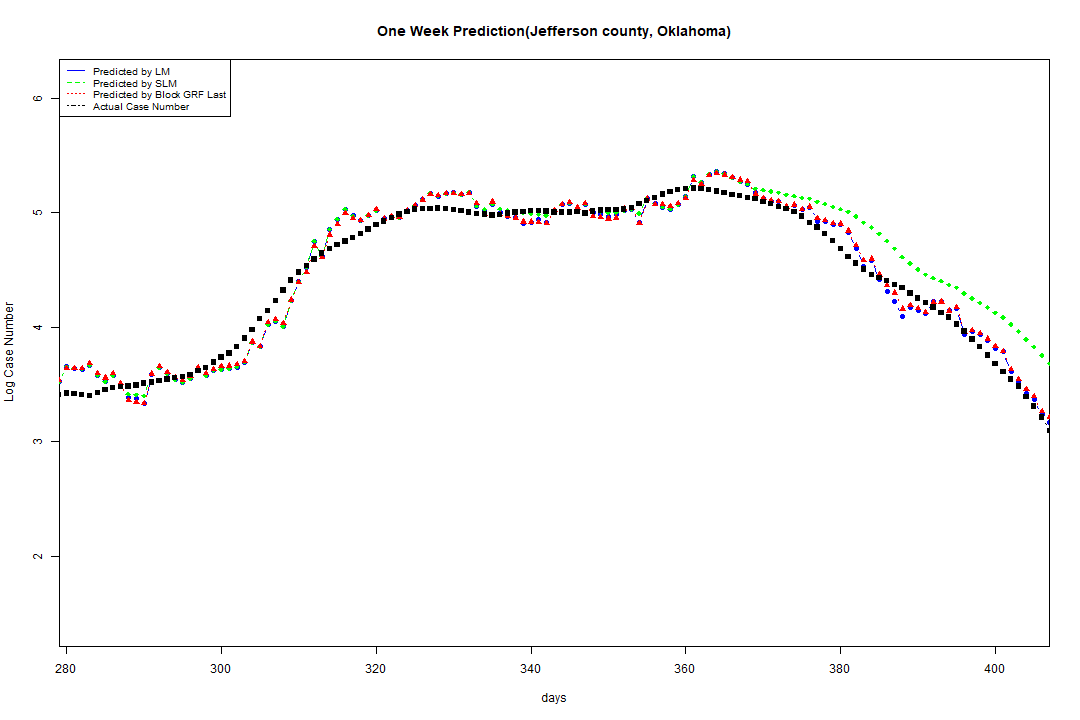 One Week Prediction(Jefferson county, Oklahoma)
Predicted by LM
Predicted by SLM
Predicted by Block GRF Last
Actual Case Number
Log Case Number
6
5
4
3
2
280 300 320 340 360 380 400
days